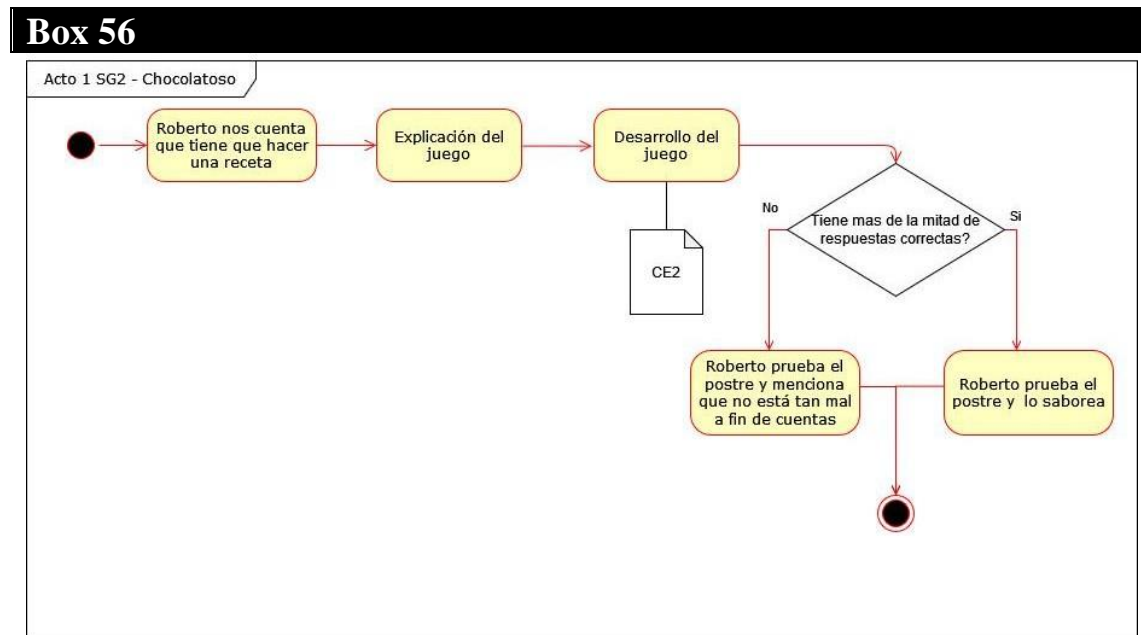 Box 56
Acto 1 SG2 - Chocolatoso
Roberto nos cuenta
que tiene que hacer
una receta
Explicación del
juego
Desarrollo del
juego
CE2
No
Tiene mas de la mitad de
respuestas correctas?
Si
Roberto prueba el
postre y menciona
que no está tan mal
a fin de cuentas
Roberto prueba el
postre y lo saborea